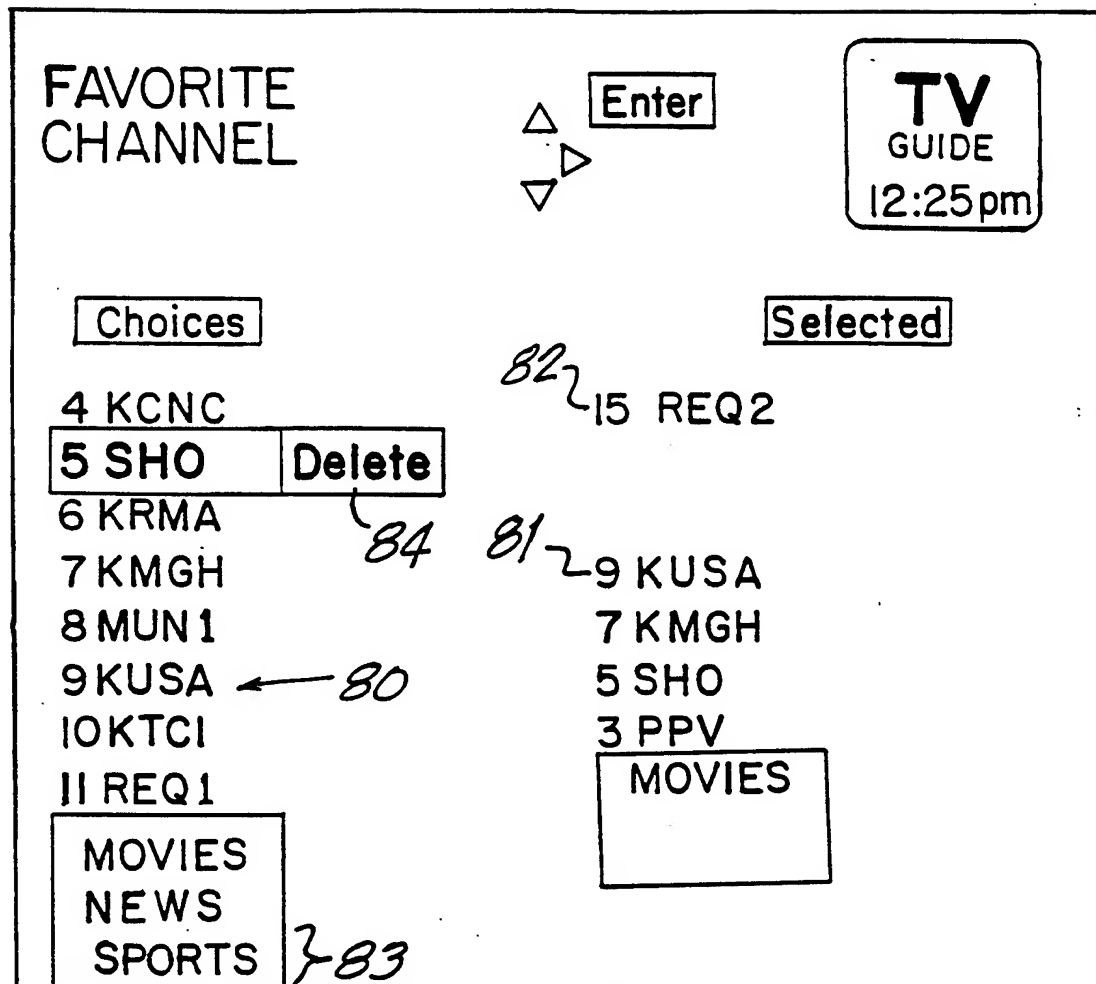 FAVORITE
CHANNEL
Enter
TV
GUIDE
12:25pm
Choices
Selected
4 KCNC
5 SHO Delete
6 KRMA
7 KMGH
8 MUN1
9 KUSA
10 KTCI
11 REQ1
MOVIES
NEWS
SPORTS
84
80
83
82
15 REQ2
81
9 KUSA
7 KMGH
5 SHO
3 PPV
MOVIES